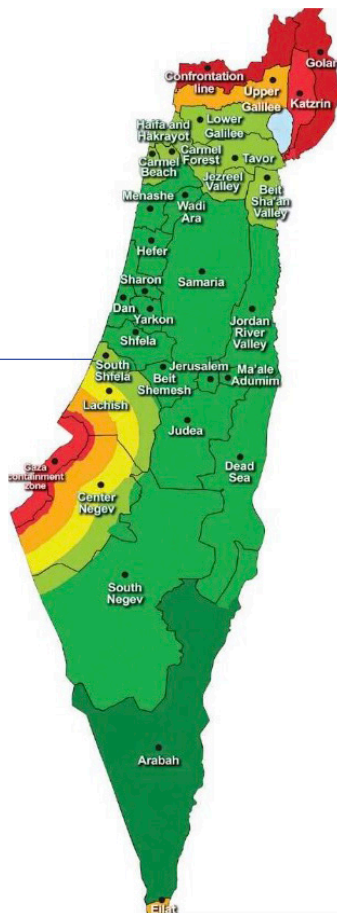 Golan
Confrontation
line
Upper
Galilee
Katzrin
Lower
Galilee
Haifa and
Hakrayot
Carmel
Forest
Carmel
Beach
Tavor
Jezreel
Valley
Beit
Sha'an
Valley
Menashe
Wadi
Ara
Hefer
Samaria
Sharon
Dan
Yarkon
Jordan
River
Valley
Shfela
South
Shfela
Jerusalem
Ma'ale
Adumim
Beit
Shemesh
Lachish
Judea
Gaza
containment
zone
Dead
Sea
Center
Negev
South
Negev
Arabah
Eilat